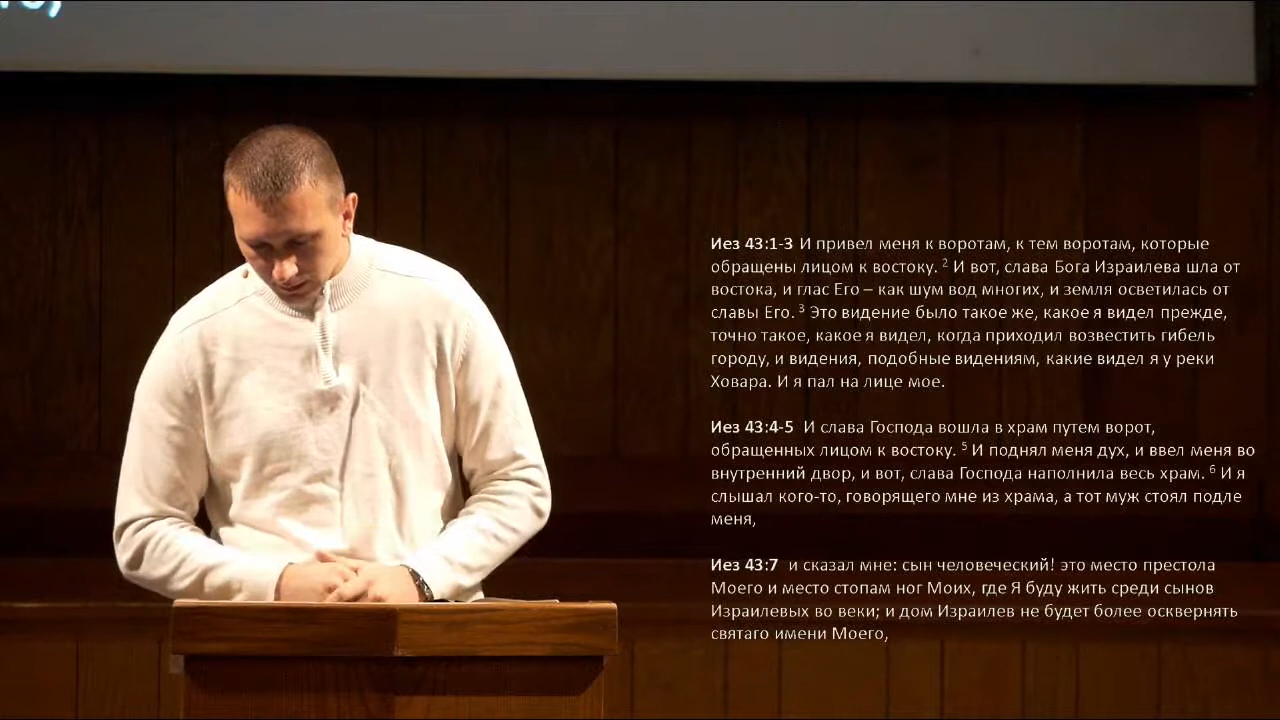 Иез 43:1-3 И привел меня к воротам, к тем воротам, которые
обращены лицом к востоку. 2 И вот, слава Бога Израилева шла от
востока, и глас Его – как шум вод многих, и земля осветилась от
славы Его. 3 Это видение было такое же, какое я видел прежде,
точно такое, какое я видел, когда приходил возвестить гибель
городу, и видения, подобные видениям, какие видел я у реки
Ховара. И я пал на лице мое.
Иез 43:4-5 И слава Господа вошла в храм путем ворот,
обращенных лицом к востоку. 5 И поднял меня дух, и ввел меня во
внутренний двор, и вот, слава Господа наполнила весь храм. 6 И я
слышал кого-то, говорящего мне из храма, а тот муж стоял подле
меня,
Иез 43:7 и сказал мне: сын человеческий! это место престола
Моего и место стопам ног Моих, где Я буду жить среди сынов
Израилевых во веки; и дом Израилев не будет более осквернять
святаго имени Моего,